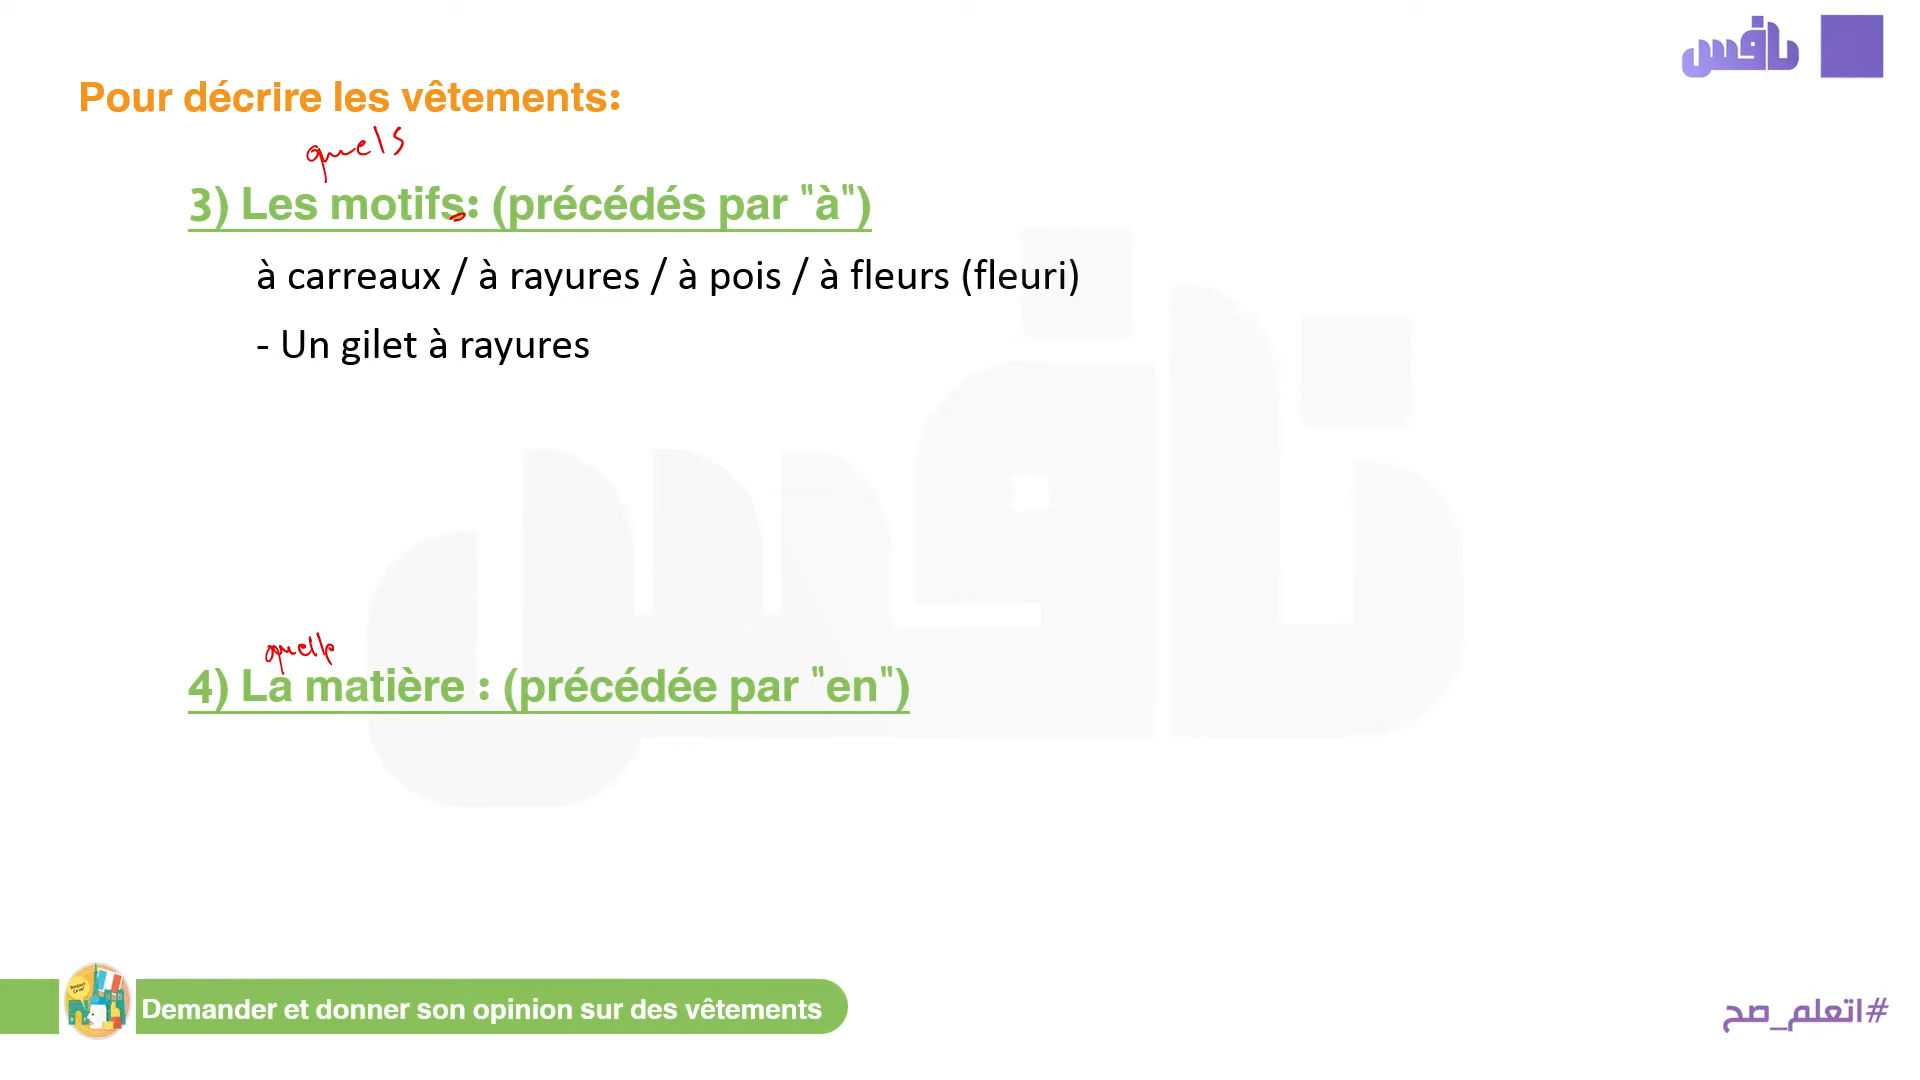 نافس
Pour décrire les vêtements:
quels
3) Les motifs: (précédés par "à")
à carreaux / à rayures / à pois / à fleurs (fleuri)
- Un gilet à rayures
quelle
4) La matière : (précédée par "en")
Demander et donner son opinion sur des vêtements
#اتعلم_صح